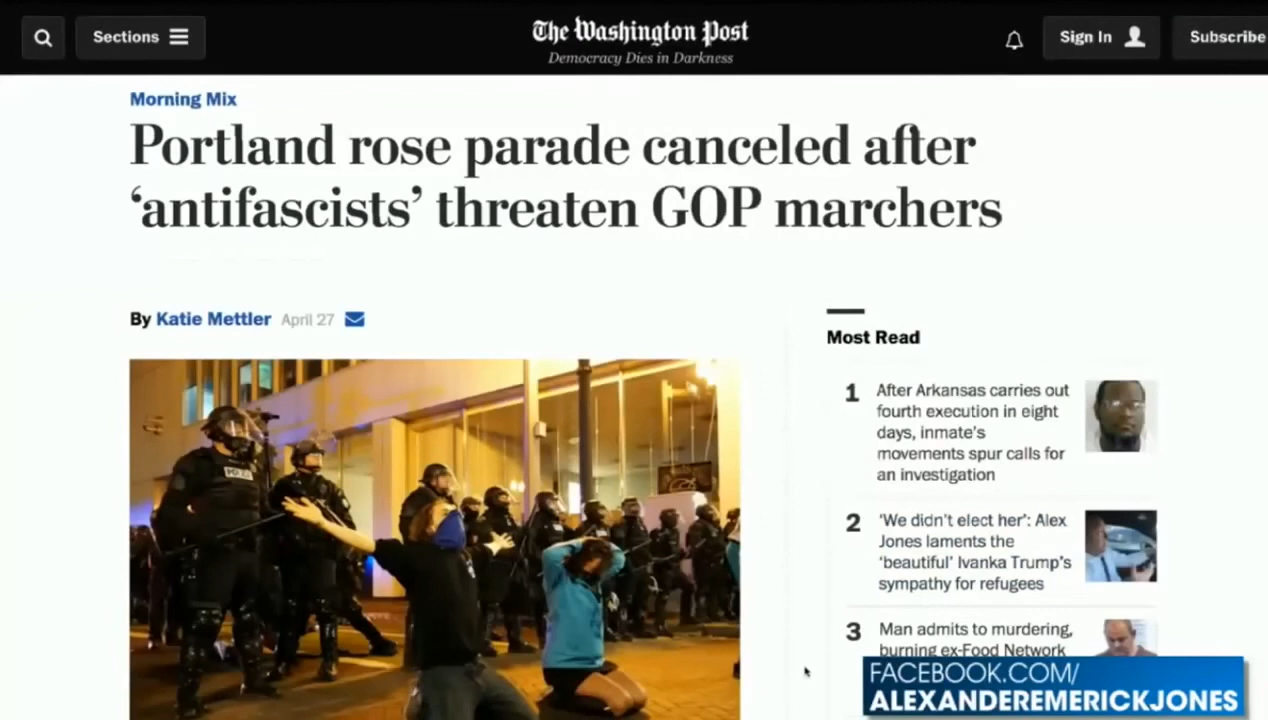 Sections
The Washington Post
Democracy Dies in Darkness
Sign In
Subscribe
Morning Mix
Portland rose parade canceled after
‘antifascists’ threaten GOP marchers
By Katie Mettler April 27
POLICE
Most Read
1
After Arkansas carries out
fourth execution in eight
days, inmate’s
movements spur calls for
an investigation
2
‘We didn’t elect her’: Alex
Jones laments the
‘beautiful’ Ivanka Trump’s
sympathy for refugees
3
Man admits to murdering,
burning ex-Food Network
FACEBOOK.COM/
ALEXANDEREMERICKJONES